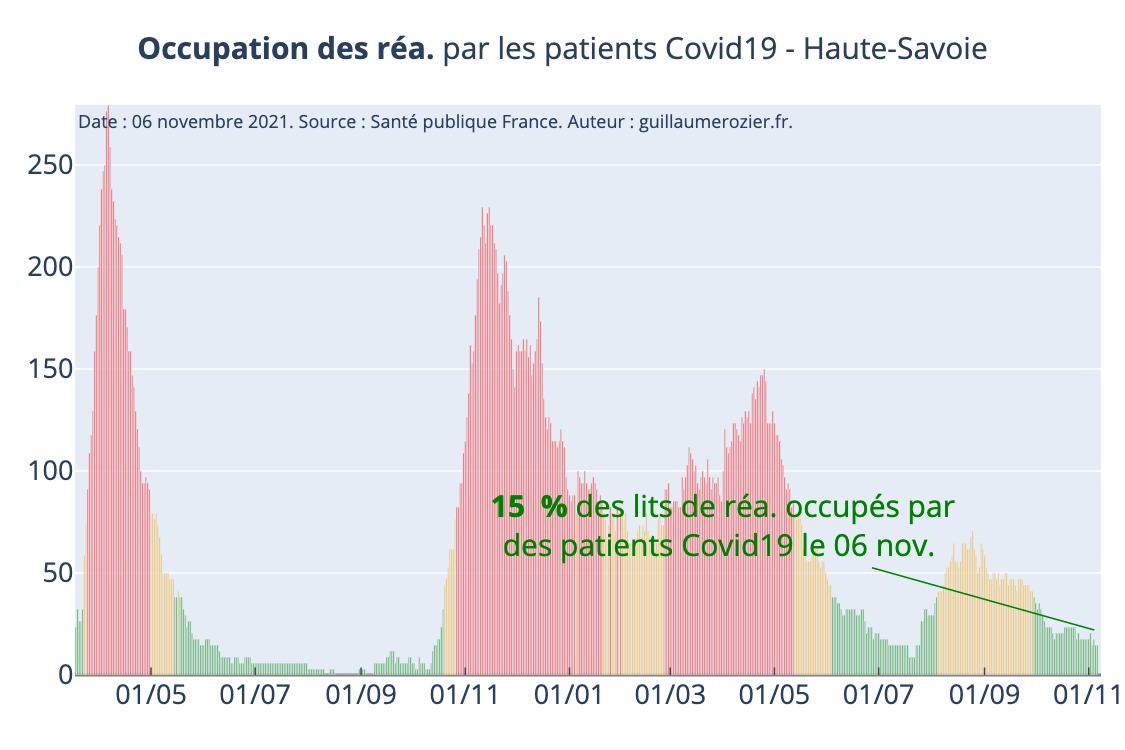 Occupation des réa. par les patients Covid19 - Haute-Savoie
Date : 06 novembre 2021. Source : Santé publique France. Auteur : guillaumerozier.fr.
250
200
150
100
50
0
15 % des lits de réa. occupés par
des patients Covid19 le 06 nov.
01/05 01/07 01/09 01/11 01/01 01/03 01/05 01/07 01/09 01/11